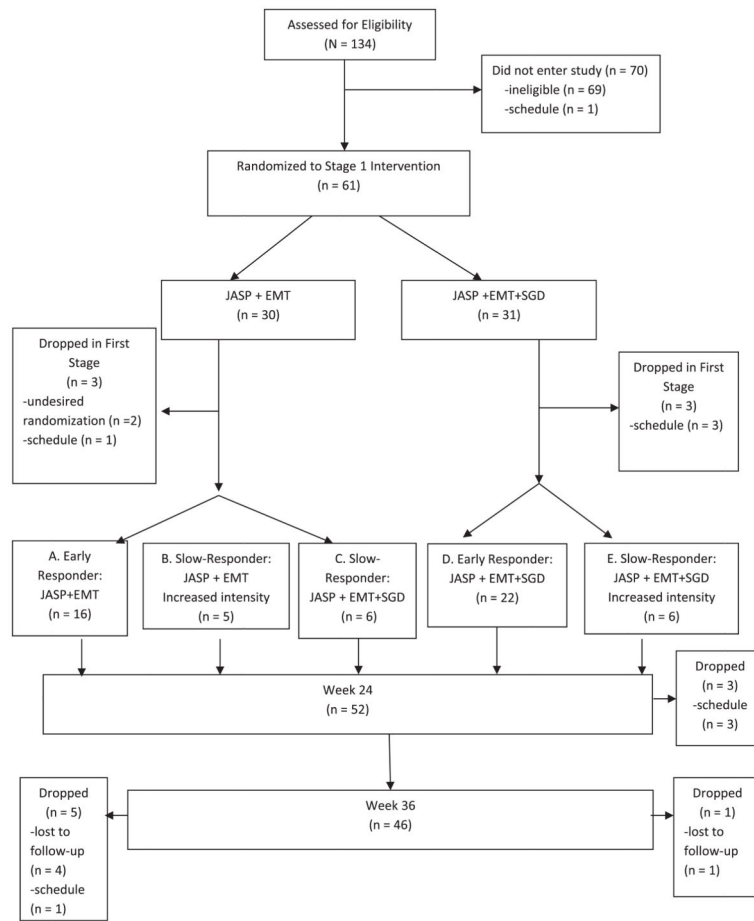 Assessed for Eligibility
(N = 134)
Did not enter study (n = 70)
-ineligible (n = 69)
-schedule (n = 1)
Randomized to Stage 1 Intervention
(n = 61)
JASP + EMT
(n = 30)
JASP +EMT+SGD
(n = 31)
Dropped in First
Stage
(n = 3)
-undesired
randomization (n =2)
-schedule (n = 1)
Dropped in First
Stage
(n = 3)
-schedule (n = 3)
A. Early
Responder:
JASP+EMT
(n = 16)
B. Slow-Responder:
JASP + EMT
Increased intensity
(n = 5)
C. Slow-
Responder:
JASP + EMT+SGD
(n = 6)
D. Early Responder:
JASP + EMT+SGD
(n = 22)
E. Slow-Responder:
JASP + EMT+SGD
Increased intensity
(n = 6)
Week 24
(n = 52)
Dropped
(n = 3)
-schedule
(n = 3)
Dropped
(n = 5)
-lost to
follow-up
(n = 4)
-schedule
(n = 1)
Week 36
(n = 46)
Dropped
(n = 1)
-lost to
follow-up
(n = 1)